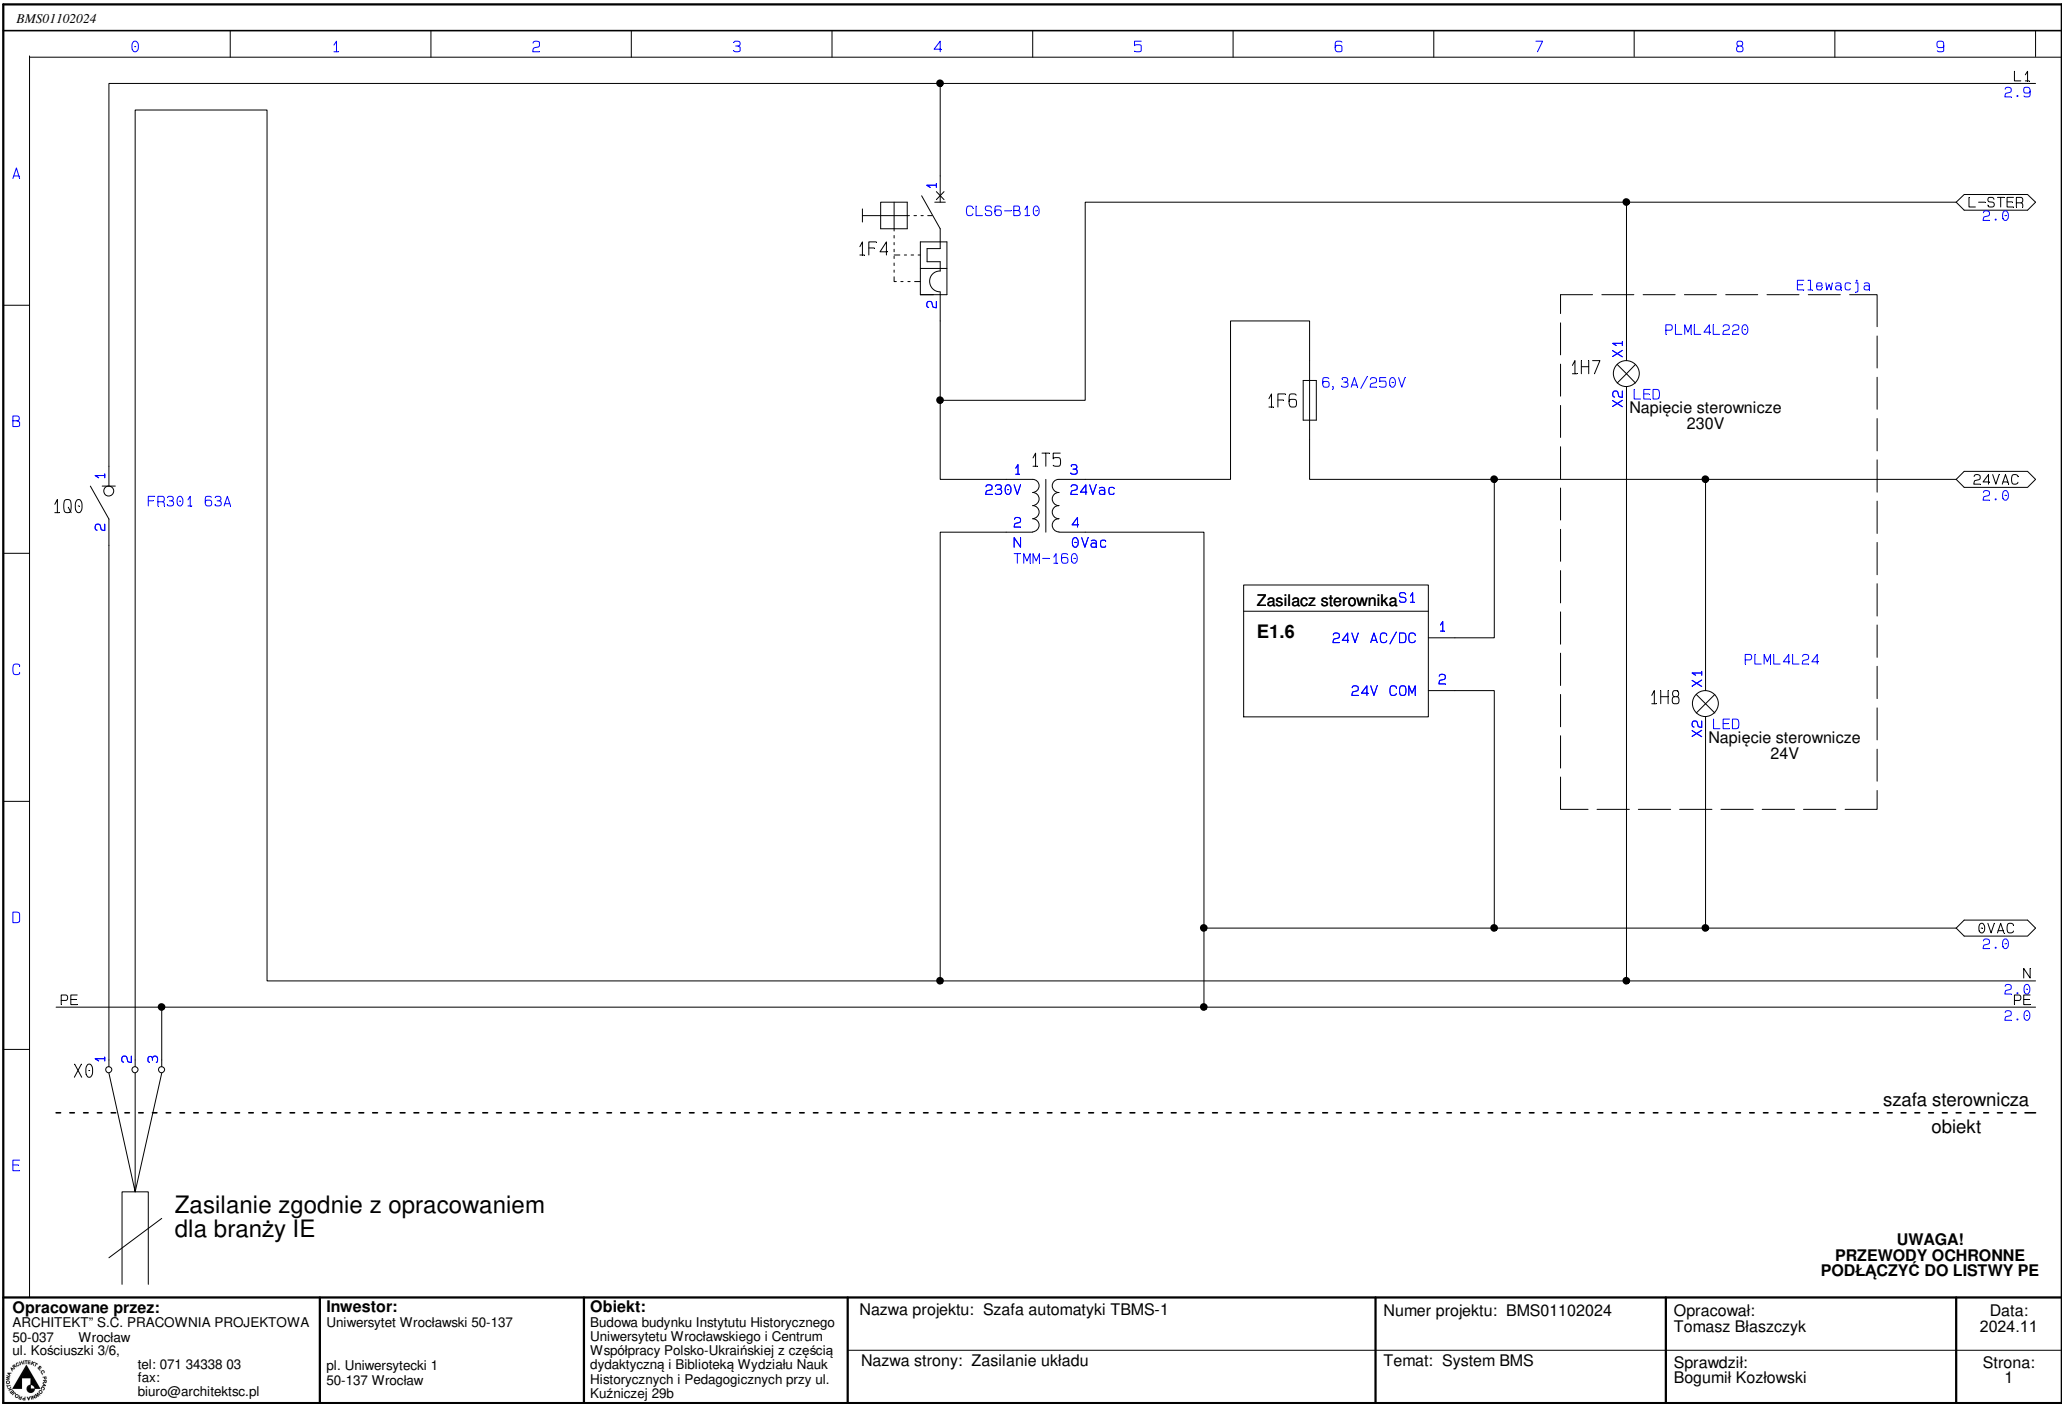 BMS01102024
0 1 2 3 4 5 6 7 8 9
L1
2.9
A
1
CLS6-B10
L-STER
2.0
1F4
2
Elewacja
PLML4L220
X1
1H7
6,3A/250V
1F6
X2 LED
Napięcie sterownicze
230V
B
1T5
1 3
230V 24Vac
24VAC
2.0
1
1Q0
FR301 63A
2
2 4
N 0Vac
TMM-160
Zasilacz sterownika S1
E1.6
24V AC/DC 1
24V COM 2
C
PLML4L24
X1
1H8
X2 LED
Napięcie sterownicze
24V
D
0VAC
2.0
N
2.0
PE
PE
2.0
X0 1 2 3
szafa sterownicza
obiekt
E
Zasilanie zgodnie z opracowaniem
dla branży IE
UWAGA!
PRZEWODY OCHRONNE
PODŁĄCZYĆ DO LISTWY PE
Opracowane przez:
ARCHITEKT" S.C. PRACOWNIA PROJEKTOWA
50-037 Wrocław
ul. Kościuszki 3/6,
tel: 071 34338 03
fax:
biuro@architektsc.pl
Inwestor:
Uniwersytet Wrocławski 50-137
pl. Uniwersytecki 1
50-137 Wrocław
Obiekt:
Budowa budynku Instytutu Historycznego
Uniwersytetu Wrocławskiego i Centrum
Współpracy Polsko-Ukraińskiej z częścią
dydaktyczną i Biblioteką Wydziału Nauk
Historycznych i Pedagogicznych przy ul.
Kuźniczej 29b
Nazwa projektu: Szafa automatyki TBMS-1
Nazwa strony: Zasilanie układu
Numer projektu: BMS01102024
Temat: System BMS
Opracował:
Tomasz Błaszczyk
Sprawdził:
Bogumił Kozłowski
Data:
2024.11
Strona:
1